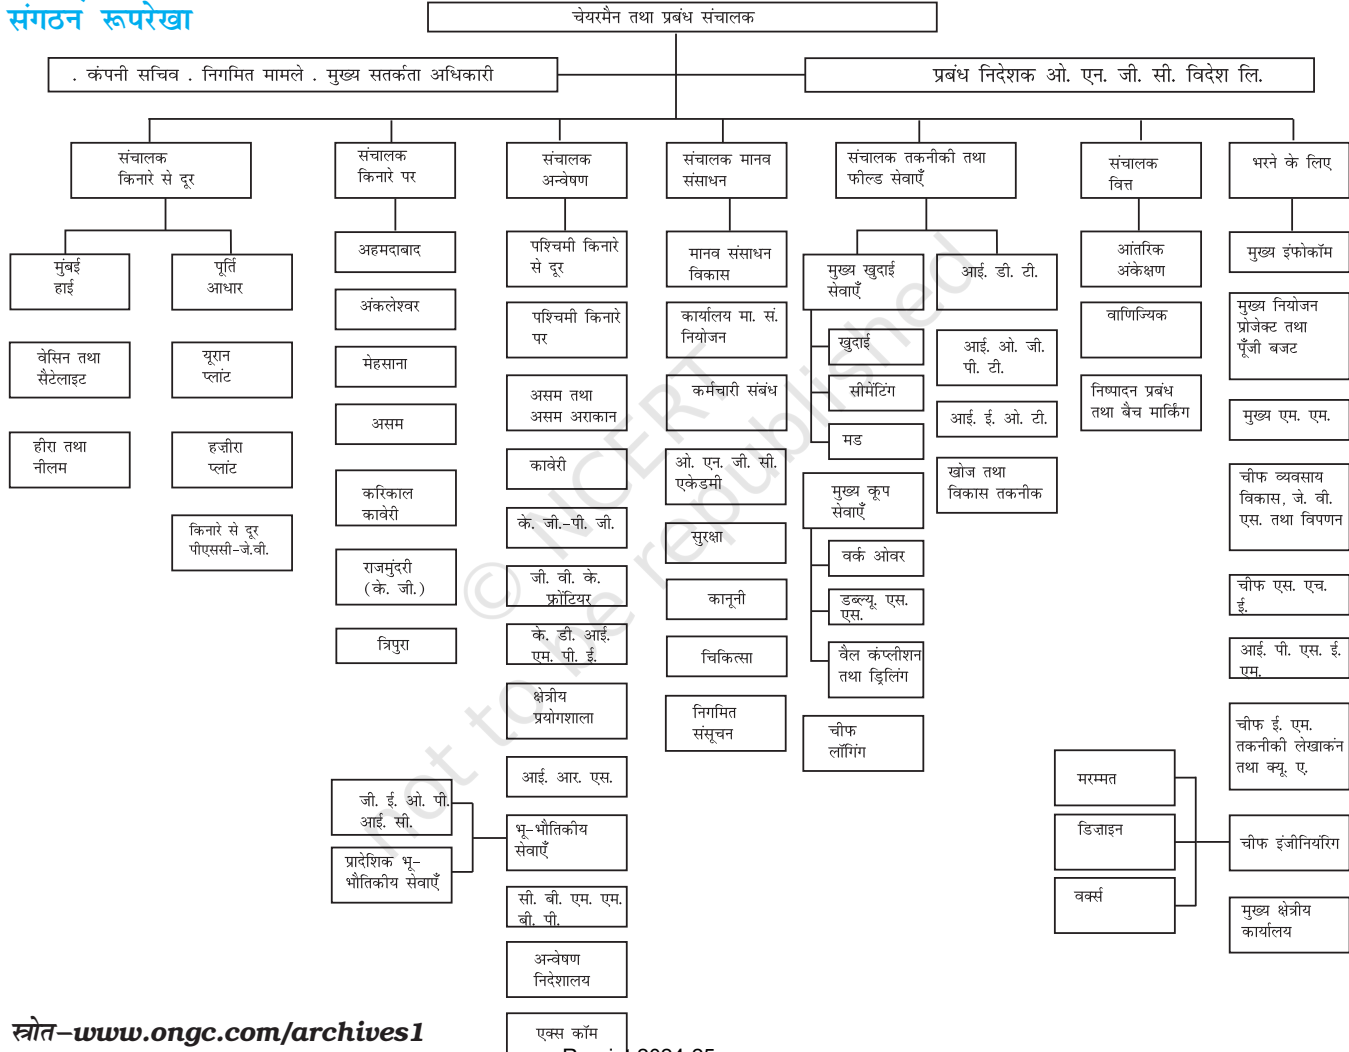 संगठन रूपरेखा
चेयरमैन तथा प्रबंध संचालक
. कंपनी सचिव . निगमित मामले . मुख्य सतर्कता अधिकारी
प्रबंध निदेशक ओ. एन. जी. सी. विदेश लि.
संचालक
किनारे से दूर
संचालक
किनारे पर
संचालक
अन्वेषण
संचालक मानव
संसाधन
संचालक तकनीकी तथा
फील्ड सेवाएँ
संचालक
वित्त
भरने के लिए
मुंबई
हाई
वेसिन तथा
सैटेलाइट
हीरा तथा
नीलम
पूर्ति
आधार
यूरान
प्लांट
हज़ीरा
प्लांट
किनारे से दूर
पीएससी-जे.वी.
अहमदाबाद
अंकलेश्वर
मेहसाना
असम
करिकाल
कावेरी
राजमुंदरी
(के. जी.)
त्रिपुरा
पश्चिमी किनारे
से दूर
पश्चिमी किनारे
पर
असम तथा
असम अराकान
कावेरी
के. जी.-पी. जी.
जी. वी. के.
फ्रोंटियर
के. डी. आई.
एम. पी. ई.
क्षेत्रीय
प्रयोगशाला
आई. आर. एस.
भू-भौतिकीय
सेवाएँ
जी. ई. ओ. पी.
आई. सी.
प्रादेशिक भू-
भौतिकीय सेवाएँ
सी. बी. एम. एम.
बी. पी.
अन्वेषण
निदेशालय
एक्स कॉम
मानव संसाधन
विकास
कार्यालय मा. सं.
नियोजन
कर्मचारी संबंध
ओ. एन. जी. सी.
एकेडमी
सुरक्षा
कानूनी
चिकित्सा
निगमित
संसूचन
मुख्य खुदाई
सेवाएँ
खुदाई
सीमेंटिंग
मड
मुख्य कूप
सेवाएँ
वर्क ओवर
डब्ल्यू. एस.
एस.
वैल कंप्लीशन
तथा ड्रिलिंग
चीफ
लॉगिंग
आई. डी. टी.
आई. ओ. जी.
पी. टी.
आई. ई. ओ. टी.
खोज तथा
विकास तकनीक
आंतरिक
अंकेक्षण
वाणिज्यिक
निष्पादन प्रबंध
तथा बैच मार्किंग
मुख्य इंफोकॉम
मुख्य नियोजन
प्रोजेक्ट तथा
पूँजी बजट
मुख्य एम. एम.
चीफ व्यवसाय
विकास, जे. वी.
एस. तथा विपणन
चीफ एस. एच.
ई.
आई. पी. एस. ई.
एम.
चीफ ई. एम.
तकनीकी लेखाकंन
तथा क्यू. ए.
चीफ इंजीनियरिंग
मरम्मत
डिज़ाइन
वर्क्स
मुख्य क्षेत्रीय
कार्यालय
© NCERT
not to be republished
स्त्रोत–www.ongc.com/archives1